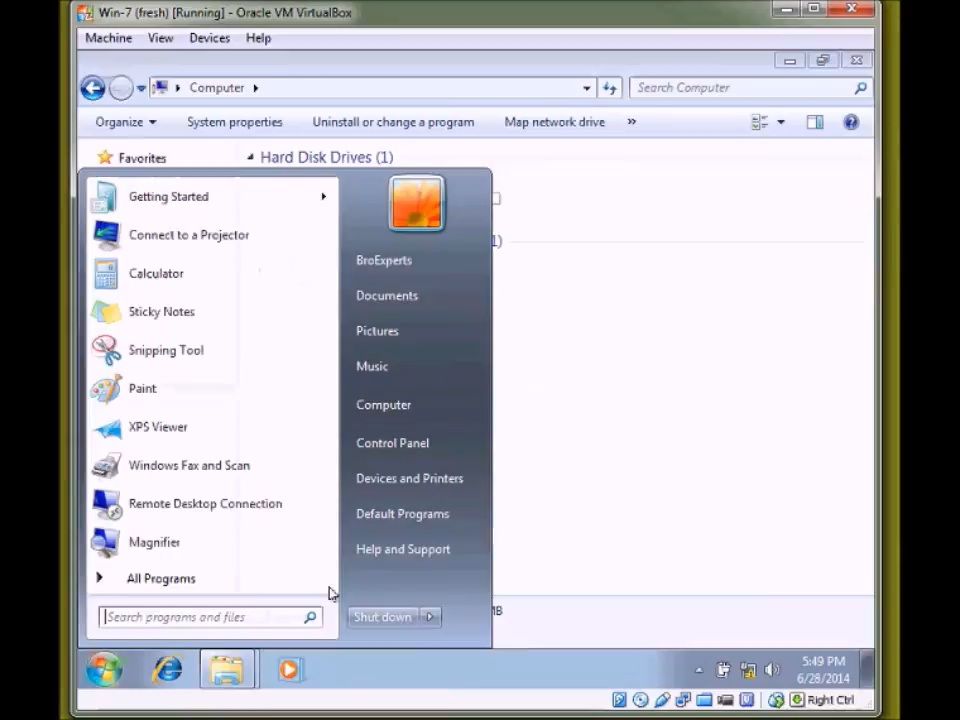 Win-7 (fresh) [Running] - Oracle VM VirtualBox
Machine View Devices Help
Computer
Search Computer
Organize System properties Uninstall or change a program Map network drive »
Favorites
Hard Disk Drives (1)
1)
Getting Started
Connect to a Projector
Calculator
Sticky Notes
Snipping Tool
Paint
XPS Viewer
Windows Fax and Scan
Remote Desktop Connection
Magnifier
All Programs
Search programs and files
BroExperts
Documents
Pictures
Music
Computer
Control Panel
Devices and Printers
Default Programs
Help and Support
Shut down
MB
5:49 PM
6/28/2014
Right Ctrl